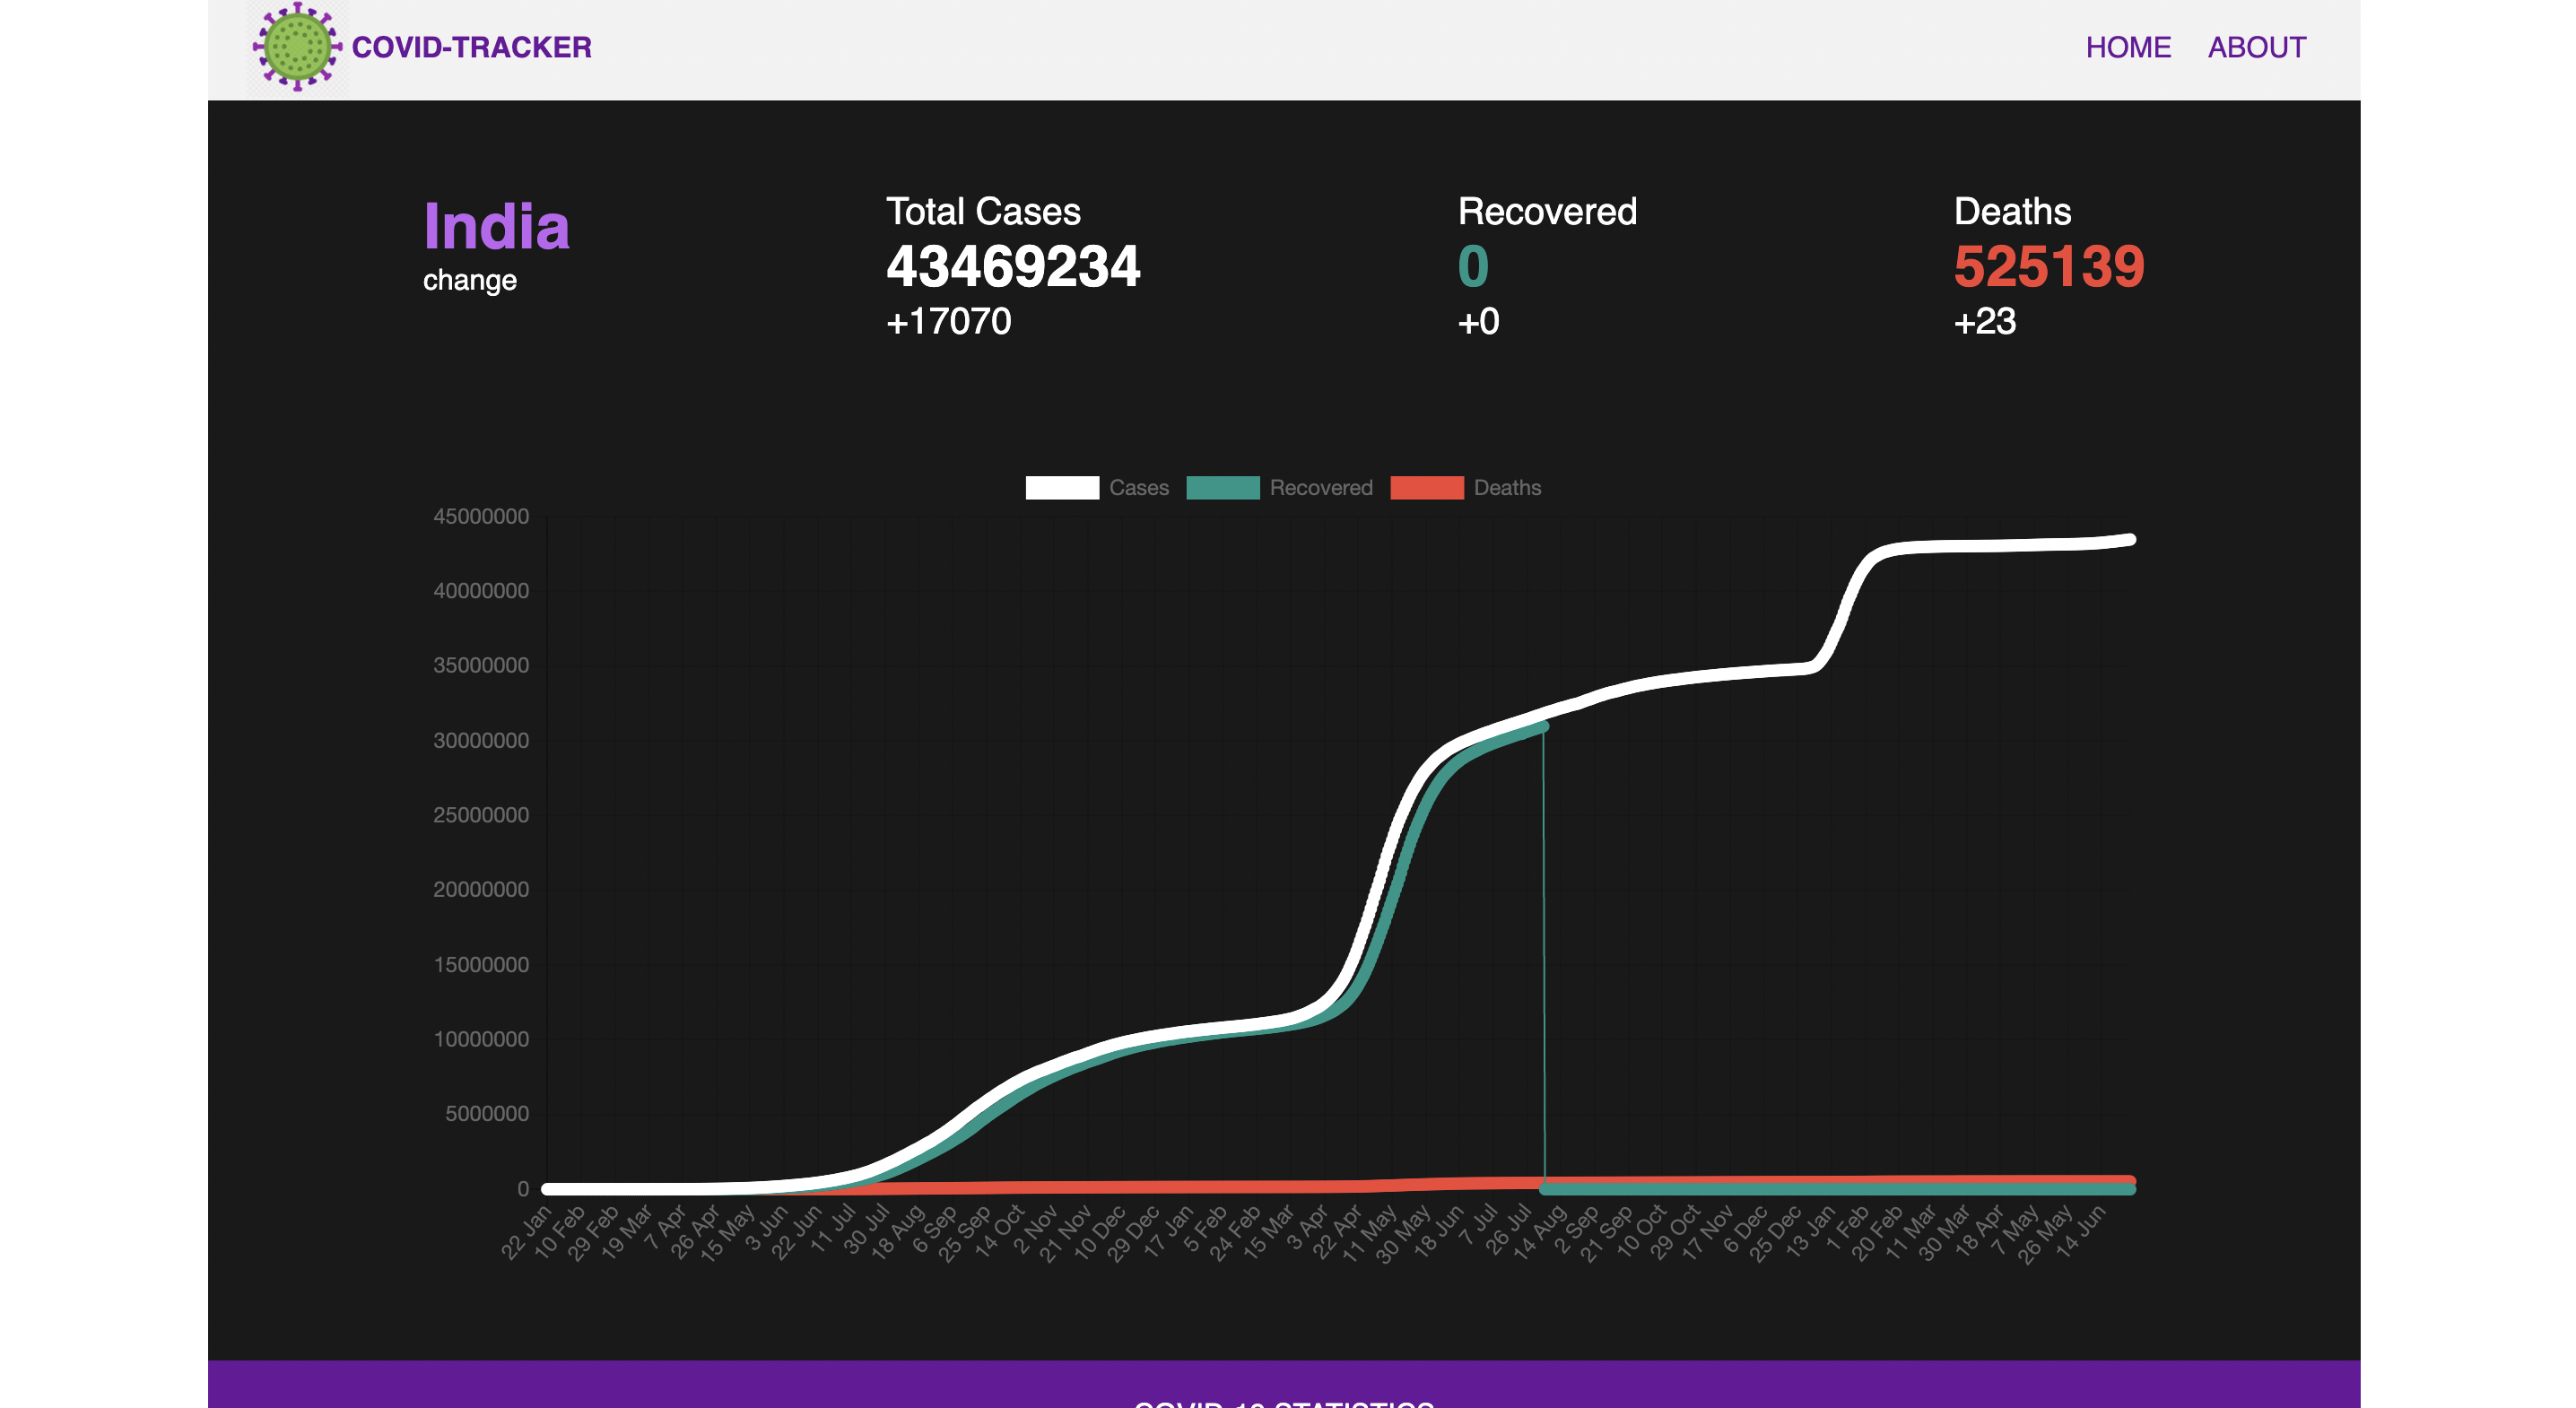 COVID-TRACKER
HOME ABOUT
India
change
Total Cases
43469234
+17070
Recovered
0
+0
Deaths
525139
+23
Cases Recovered Deaths
45000000
40000000
35000000
30000000
25000000
20000000
15000000
10000000
5000000
0
22 Jan
10 Feb
29 Feb
19 Mar
7 Apr
26 Apr
15 May
3 Jun
22 Jun
11 Jul
30 Jul
18 Aug
6 Sep
25 Sep
14 Oct
2 Nov
21 Nov
10 Dec
29 Dec
17 Jan
5 Feb
24 Feb
15 Mar
3 Apr
22 Apr
11 May
30 May
18 Jun
7 Jul
26 Jul
14 Aug
2 Sep
21 Sep
10 Oct
29 Oct
17 Nov
6 Dec
25 Dec
13 Jan
1 Feb
20 Feb
11 Mar
30 Mar
18 Apr
7 May
26 May
14 Jun
COVID-19 STATISTICS